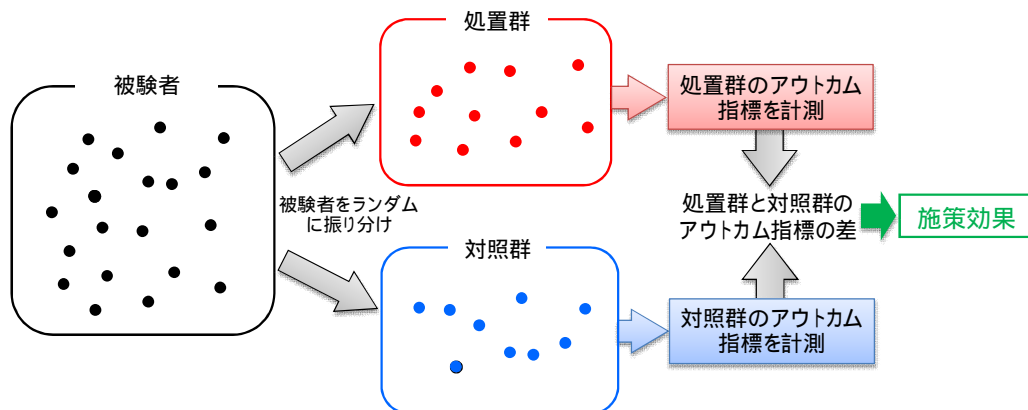 被験者
処置群
被験者をランダム
に振り分け
対照群
処置群のアウトカム
指標を計測
処置群と対照群の
アウトカム指標の差
施策効果
対照群のアウトカム
指標を計測